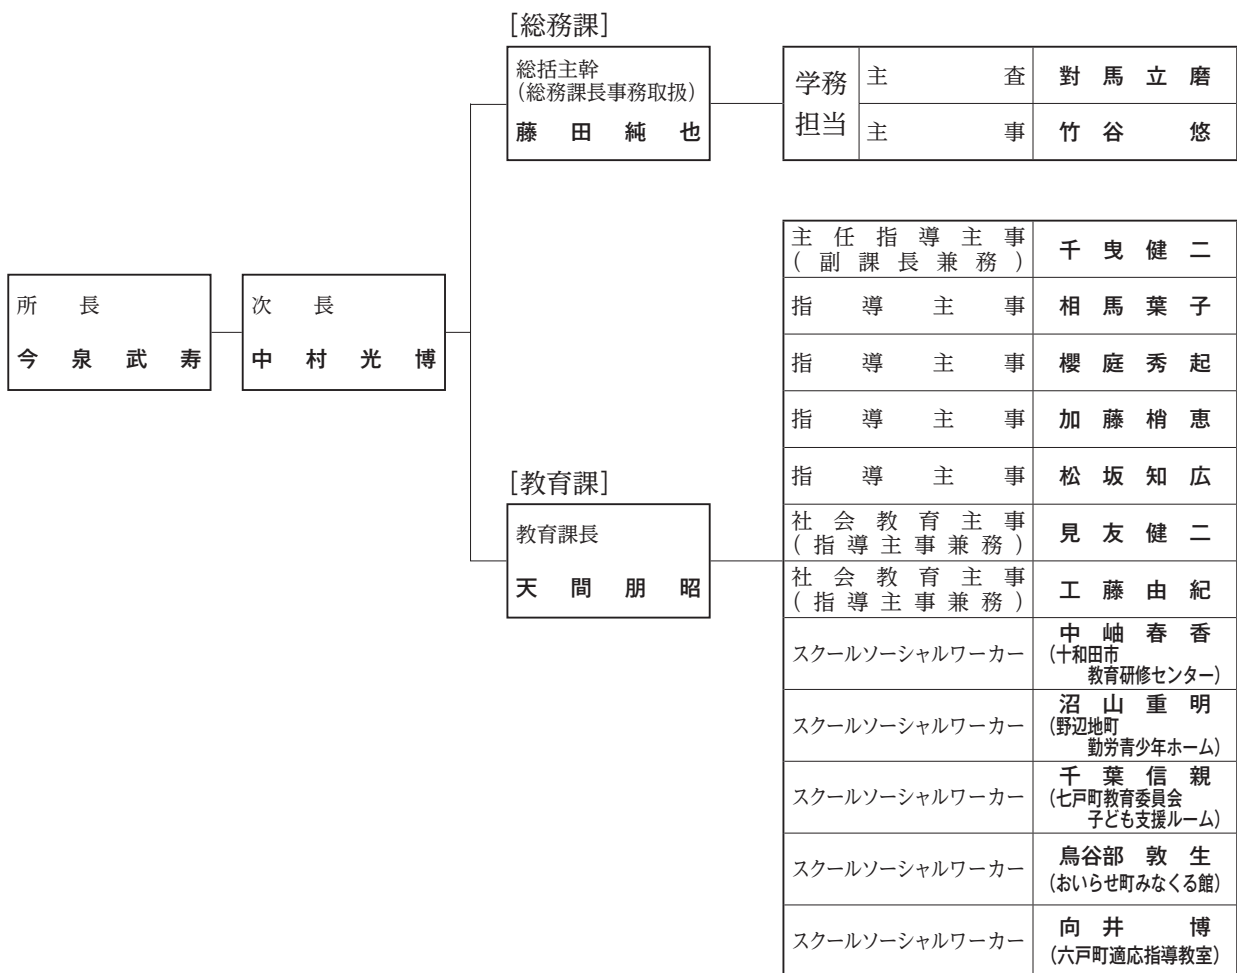 [総務課]
総括主幹
(総務課長事務取扱)
藤田純也
学務
担当
主査 對馬立磨
主事 竹谷悠
所長
今泉武寿
次長
中村光博
[教育課]
教育課長
天間朋昭
主任指導主事
(副課長兼務)
千曳健二
指導主事 相馬葉子
指導主事 櫻庭秀起
指導主事 加藤梢恵
指導主事 松坂知広
社会教育主事
(指導主事兼務)
見友健二
社会教育主事
(指導主事兼務)
工藤由紀
スクールソーシャルワーカー
中岫春香
(十和田市
教育研修センター)
スクールソーシャルワーカー
沼山重明
(野辺地町
勤労青少年ホーム)
スクールソーシャルワーカー
千葉信親
(七戸町教育委員会
子ども支援ルーム)
スクールソーシャルワーカー
鳥谷部敦生
(おいらせ町みなくる館)
スクールソーシャルワーカー
向井博
(六戸町適応指導教室)